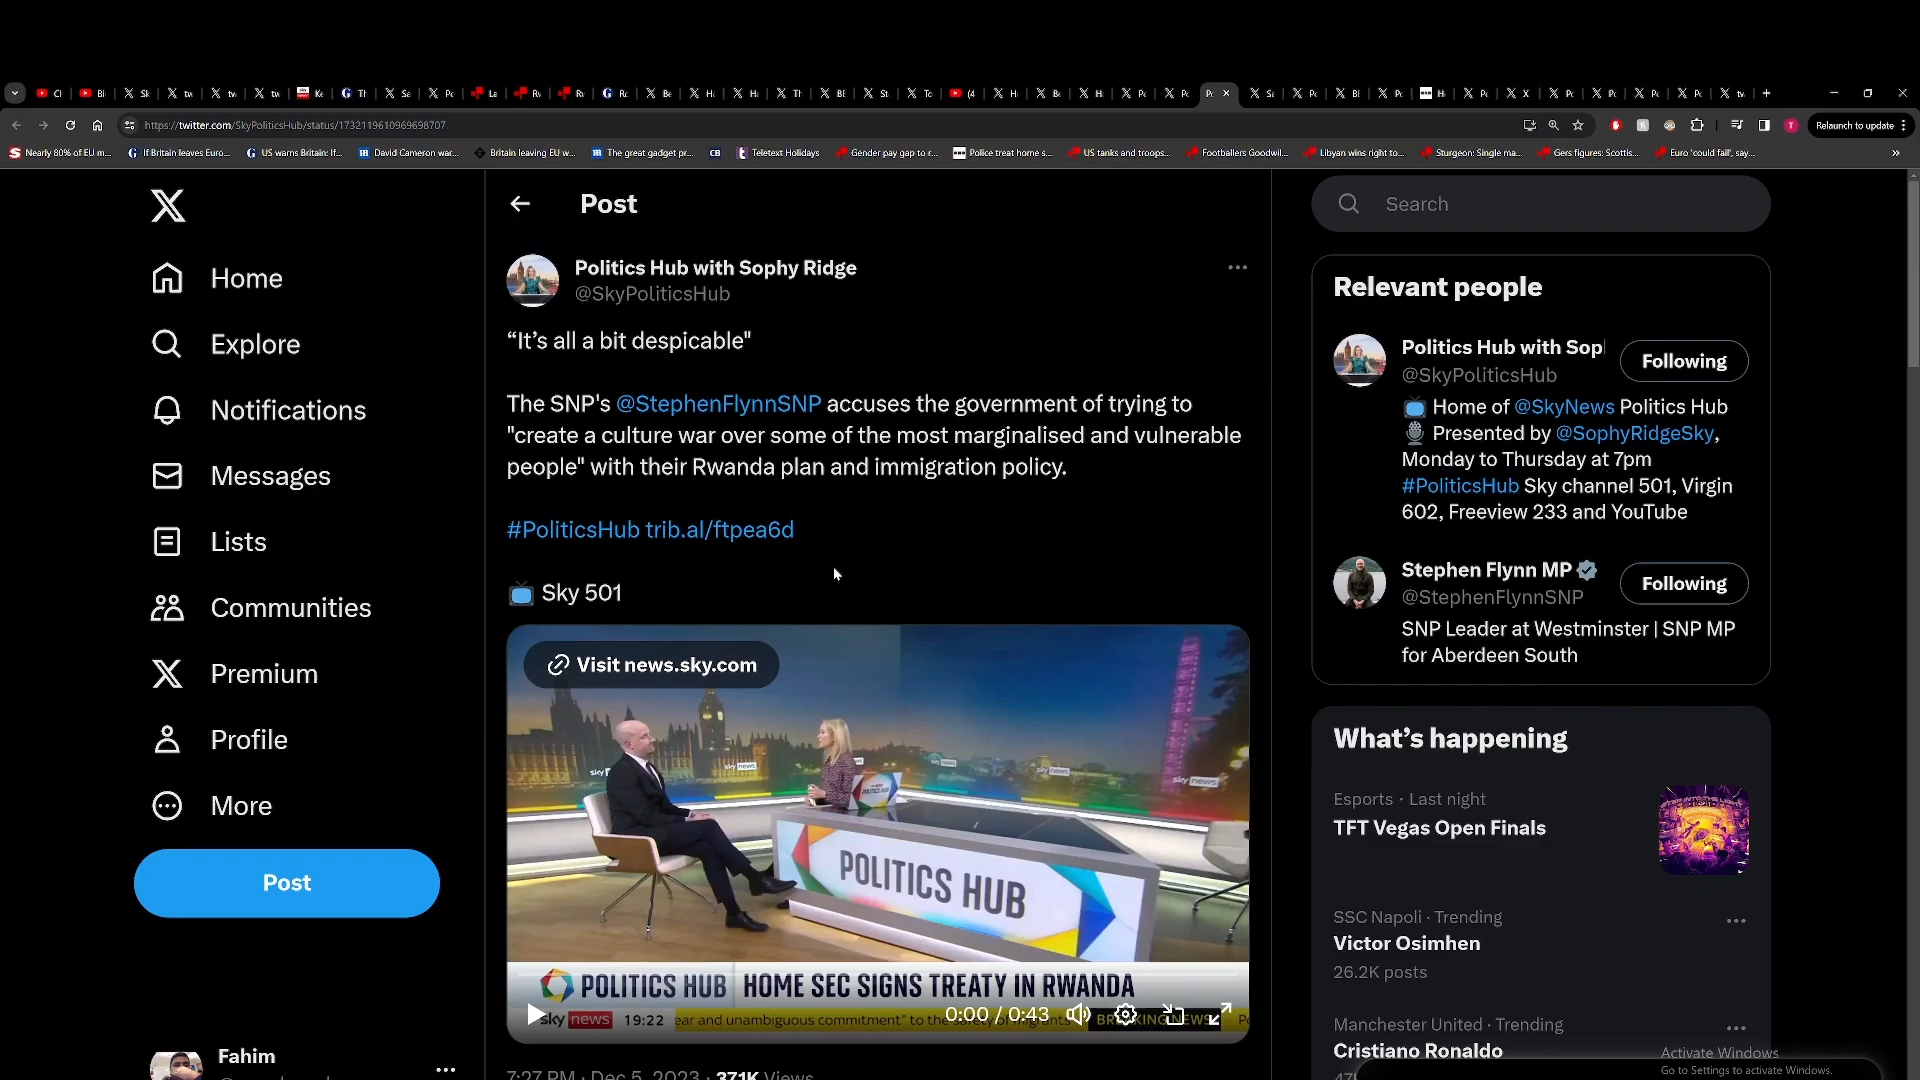 https://twitter.com/SkyPoliticsHub/status/1732119610969698707
Relaunch to update
Nearly 80% of EU m...
If Britain leaves Euro...
US warns Britain: If...
David Cameron war...
Britain leaving EU w...
The great gadget pr...
CB
Teletext Holidays
Gender pay gap to r...
Police treat home s...
US tanks and troops...
Footballers Goodwil...
Libyan wins right to...
Sturgeon: Single ma...
Gers figures: Scottis...
Euro 'could fail', say...
Home
Explore
Notifications
Messages
Lists
Communities
Premium
Profile
More
Post
Fahim
Post
Politics Hub with Sophy Ridge
@SkyPoliticsHub
“It’s all a bit despicable"
The SNP's @StephenFlynnSNP accuses the government of trying to
"create a culture war over some of the most marginalised and vulnerable
people" with their Rwanda plan and immigration policy.
#PoliticsHub trib.al/ftpea6d
Sky 501
Visit news.sky.com
sky news
POLITICS HUB
POLITICS HUB HOME SEC SIGNS TREATY IN RWANDA
0:00 / 0:43
sky news 19:22 ear and unambiguous commitment" to the safety of migrants BREAKING NEWS
7:27 PM · Dec 5, 2023 · 371K Views
Search
Relevant people
Politics Hub with Sop
@SkyPoliticsHub
Following
Home of @SkyNews Politics Hub
Presented by @SophyRidgeSky,
Monday to Thursday at 7pm
#PoliticsHub Sky channel 501, Virgin
602, Freeview 233 and YouTube
Stephen Flynn MP
@StephenFlynnSNP
Following
SNP Leader at Westminster | SNP MP
for Aberdeen South
What’s happening
Esports · Last night
TFT Vegas Open Finals
SSC Napoli · Trending
Victor Osimhen
26.2K posts
Manchester United · Trending
Cristiano Ronaldo
Activate Windows
Go to Settings to activate Windows.